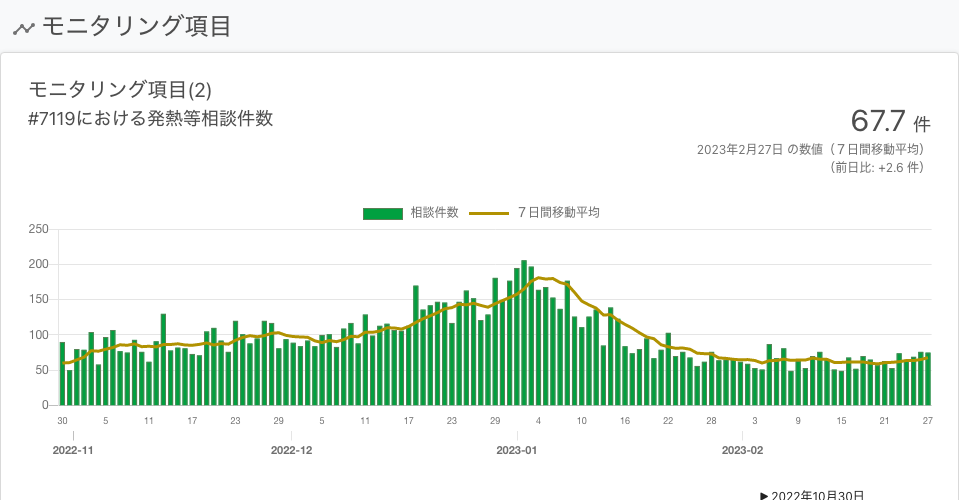 モニタリング項目
モニタリング項目(2)
#7119における発熱等相談件数
67.7 件
2023年2月27日 の数値（７日間移動平均）
（前日比: +2.6 件）
相談件数 ７日間移動平均
250
200
150
100
50
0
30 5 11 17 23 29 5 11 17 23 29 4 10 16 22 28 3 9 15 21 27
2022-11 2022-12 2023-01 2023-02
▶ 2022年10月30日